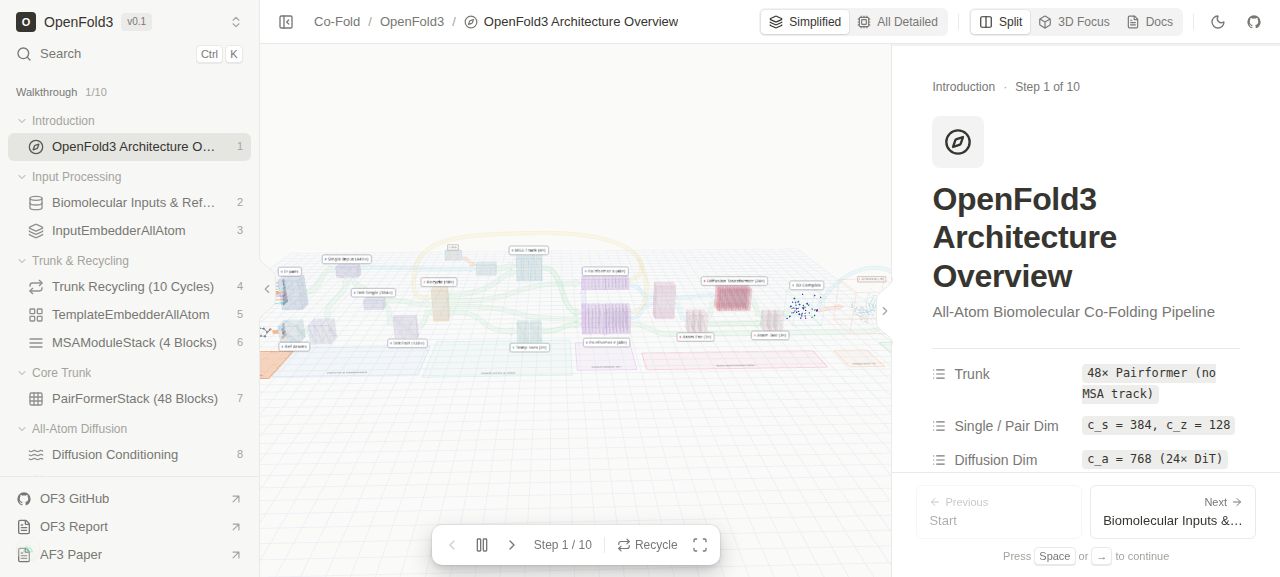 O OpenFold3 v0.1
Search Ctrl K
Walkthrough 1/10
Introduction
OpenFold3 Architecture O… 1
Input Processing
Biomolecular Inputs & Ref… 2
InputEmbedderAllAtom 3
Trunk & Recycling
Trunk Recycling (10 Cycles) 4
TemplateEmbedderAllAtom 5
MSAModuleStack (4 Blocks) 6
Core Trunk
PairFormerStack (48 Blocks) 7
All-Atom Diffusion
Diffusion Conditioning 8
OF3 GitHub
OF3 Report
AF3 Paper
Co-Fold / OpenFold3 / OpenFold3 Architecture Overview
Simplified All Detailed Split 3D Focus Docs
Step 1 / 10 Recycle
Introduction · Step 1 of 10
OpenFold3
Architecture
Overview
All-Atom Biomolecular Co-Folding Pipeline
Trunk 48× Pairformer (no
MSA track)
Single / Pair Dim c_s = 384, c_z = 128
Diffusion Dim c_a = 768 (24× DiT)
← Previous
Start
Next →
Biomolecular Inputs &…
Press Space or → to continue